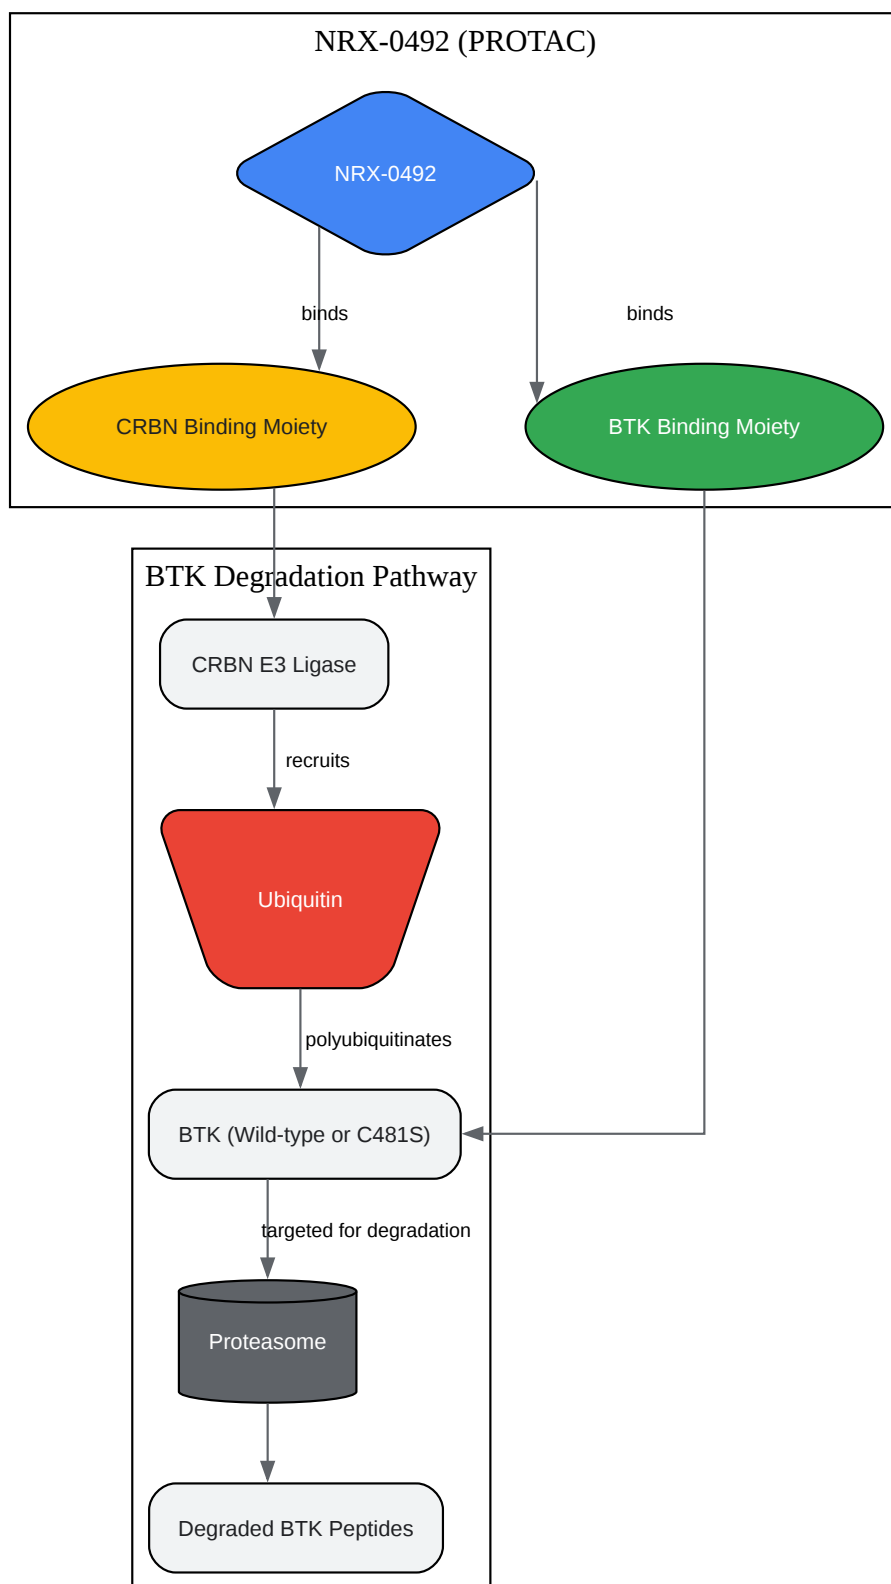 NRX-0492 (PROTAC)
NRX-0492
binds
binds
CRBN Binding Moiety
BTK Binding Moiety
BTK Degradation Pathway
CRBN E3 Ligase
recruits
Ubiquitin
polyubiquitinates
BTK (Wild-type or C481S)
targeted for degradation
Proteasome
Degraded BTK Peptides